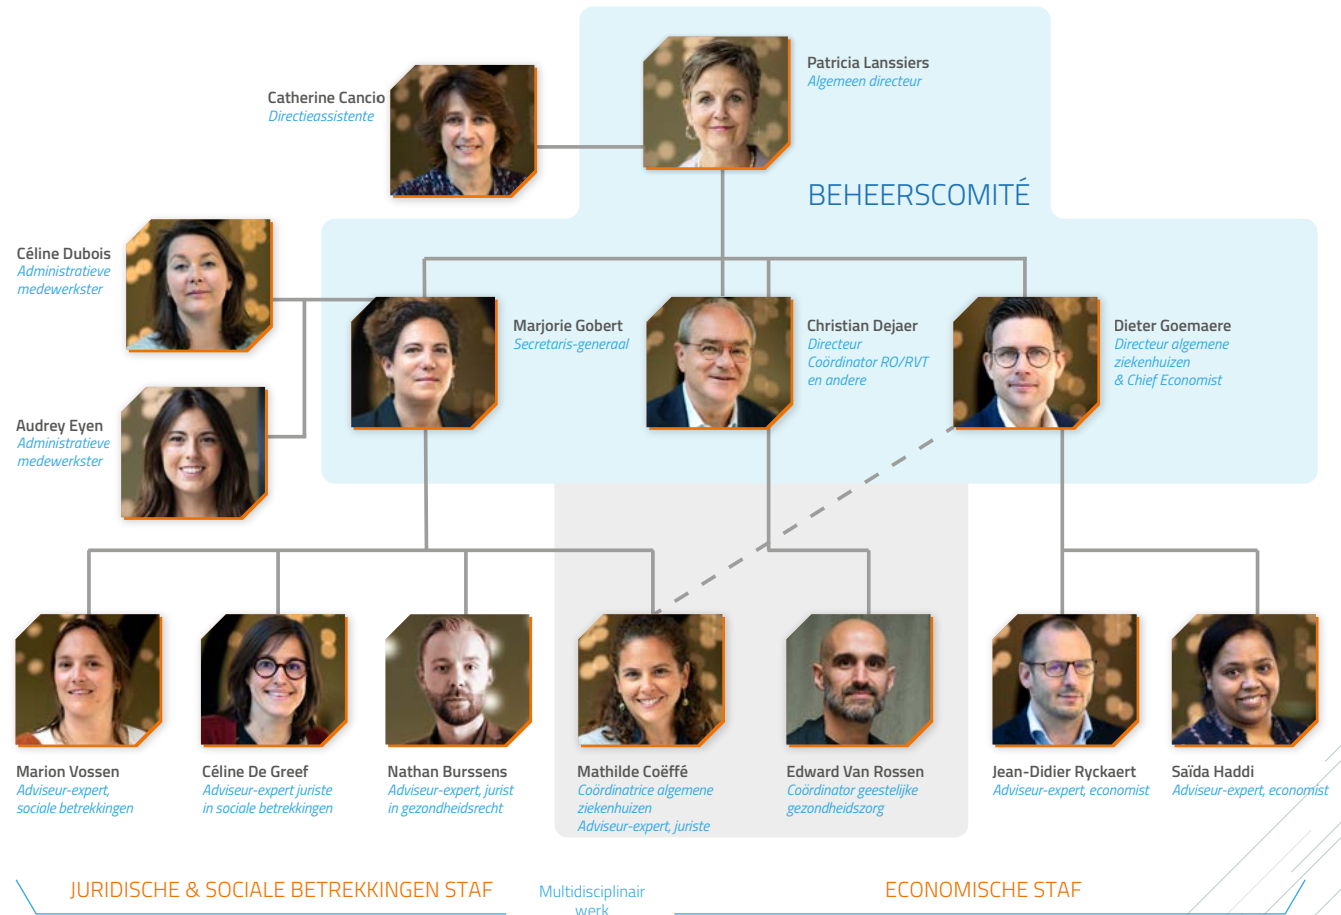 Patricia Lanssiers
Algemeen directeur
Catherine Cancio
Directieassistente
BEHEERSCOMITÉ
Céline Dubois
Administratieve
medewerkster
Marjorie Gobert
Secretaris-generaal
Christian Dejaer
Directeur
Coördinator RO/RVT
en andere
Dieter Goemaere
Directeur algemene
ziekenhuizen
& Chief Economist
Audrey Eyen
Administratieve
medewerkster
Marion Vossen
Adviseur-expert,
sociale betrekkingen
Céline De Greef
Adviseur-expert juriste
in sociale betrekkingen
Nathan Burssens
Adviseur-expert, jurist
in gezondheidsrecht
Mathilde Coëffé
Coördinatrice algemene
ziekenhuizen
Adviseur-expert, juriste
Edward Van Rossen
Coördinator geestelijke
gezondheidszorg
Jean-Didier Ryckaert
Adviseur-expert, economist
Saïda Haddi
Adviseur-expert, economist
JURIDISCHE & SOCIALE BETREKKINGEN STAF
Multidisciplinair
werk
ECONOMISCHE STAF